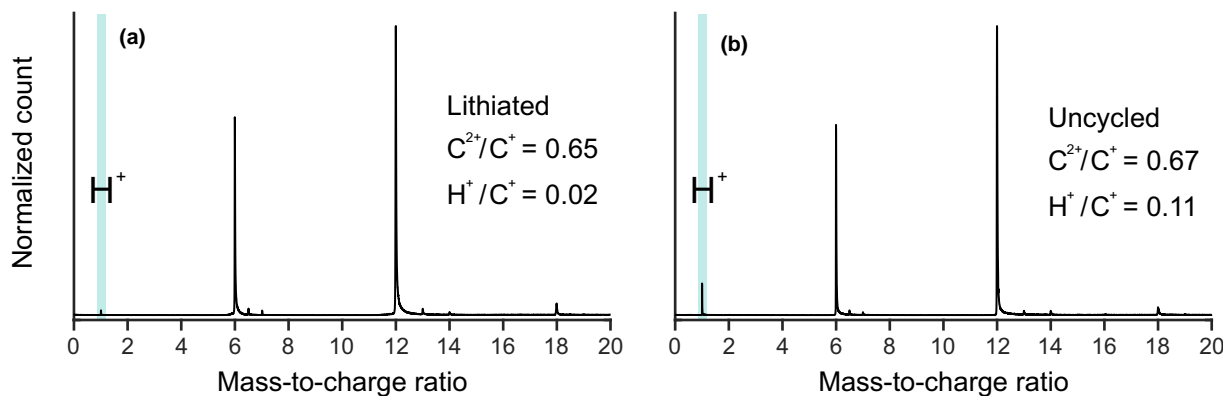 (a)
Normalized count
Lithiated
C²⁺/C⁺ = 0.65
H⁺/C⁺ = 0.02
H⁺
0 2 4 6 8 10 12 14 16 18 20
Mass-to-charge ratio
(b)
Uncycled
C²⁺/C⁺ = 0.67
H⁺/C⁺ = 0.11
H⁺
0 2 4 6 8 10 12 14 16 18 20
Mass-to-charge ratio